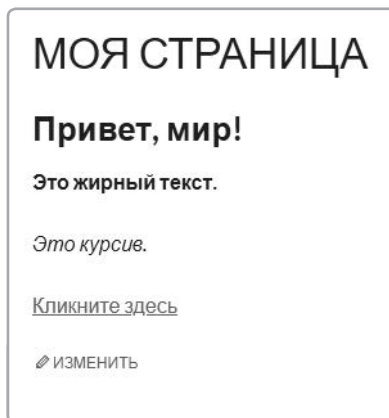 МОЯ СТРАНИЦА
Привет, мир!
Это жирный текст.
Это курсив.
Кликните здесь
ИЗМЕНИТЬ